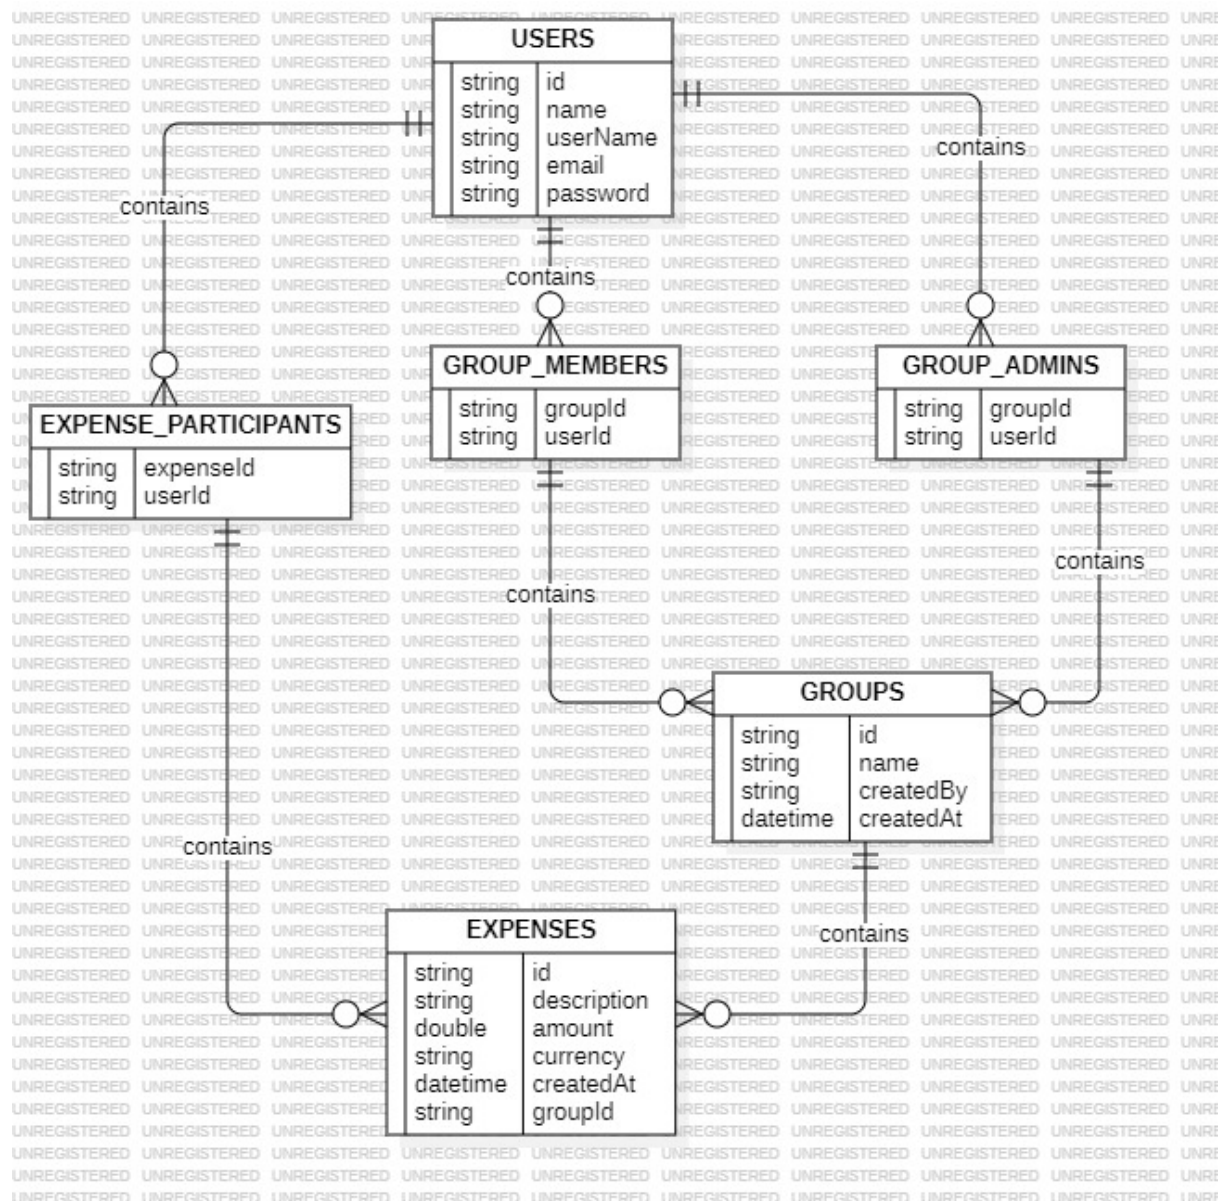 USERS
string id
string name
string userName
string email
string password
contains
contains
contains
GROUP_MEMBERS
string groupId
string userId
GROUP_ADMINS
string groupId
string userId
EXPENSE_PARTICIPANTS
string expenseId
string userId
contains
contains
GROUPS
string id
string name
string createdBy
datetime createdAt
contains
contains
EXPENSES
string id
string description
double amount
string currency
datetime createdAt
string groupId
UNREGISTERED